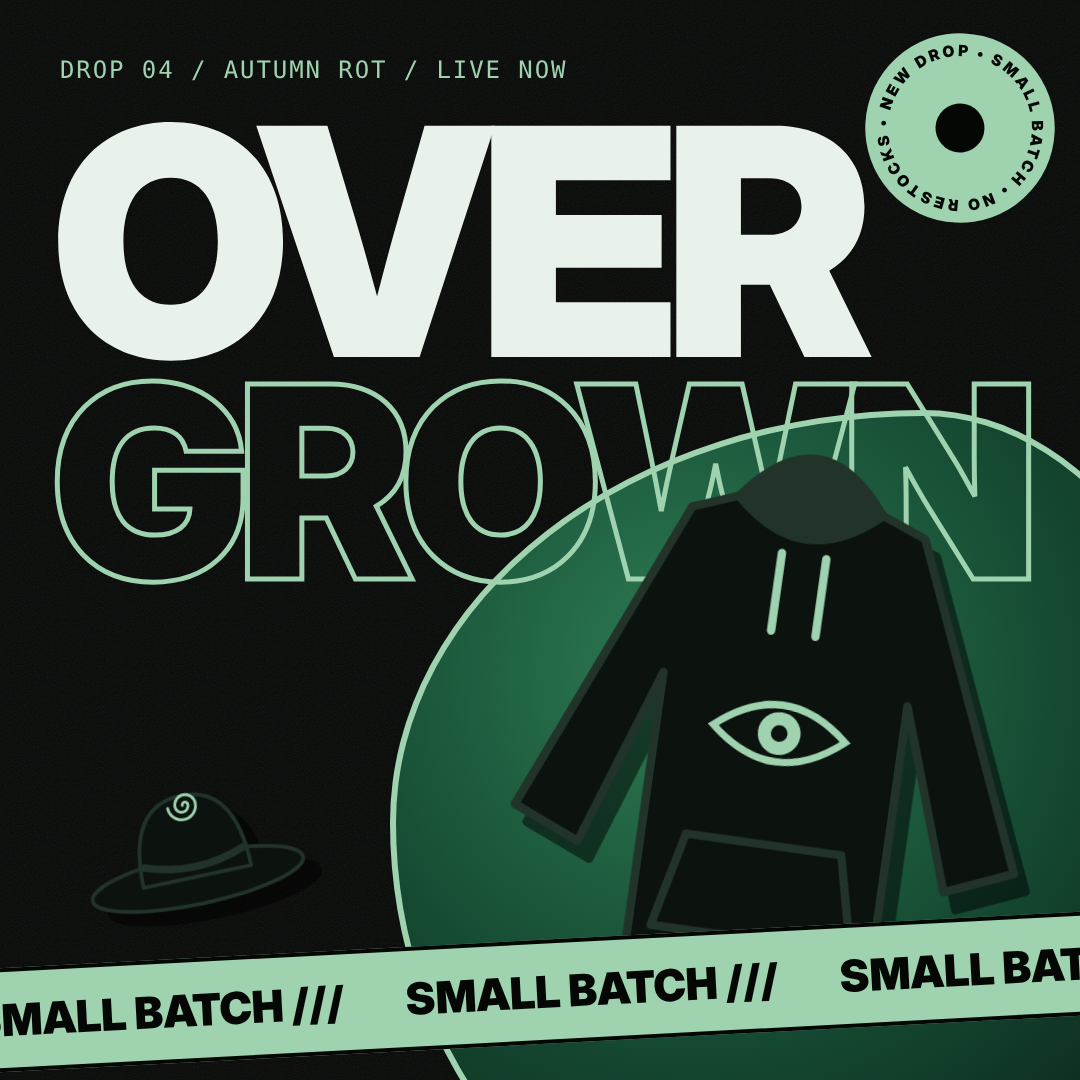 DROP 04 / AUTUMN ROT / LIVE NOW
NEW DROP • SMALL BATCH • NO RESTOCKS •
OVER
GROWN
SMALL BATCH /// SMALL BATCH /// SMALL BAT